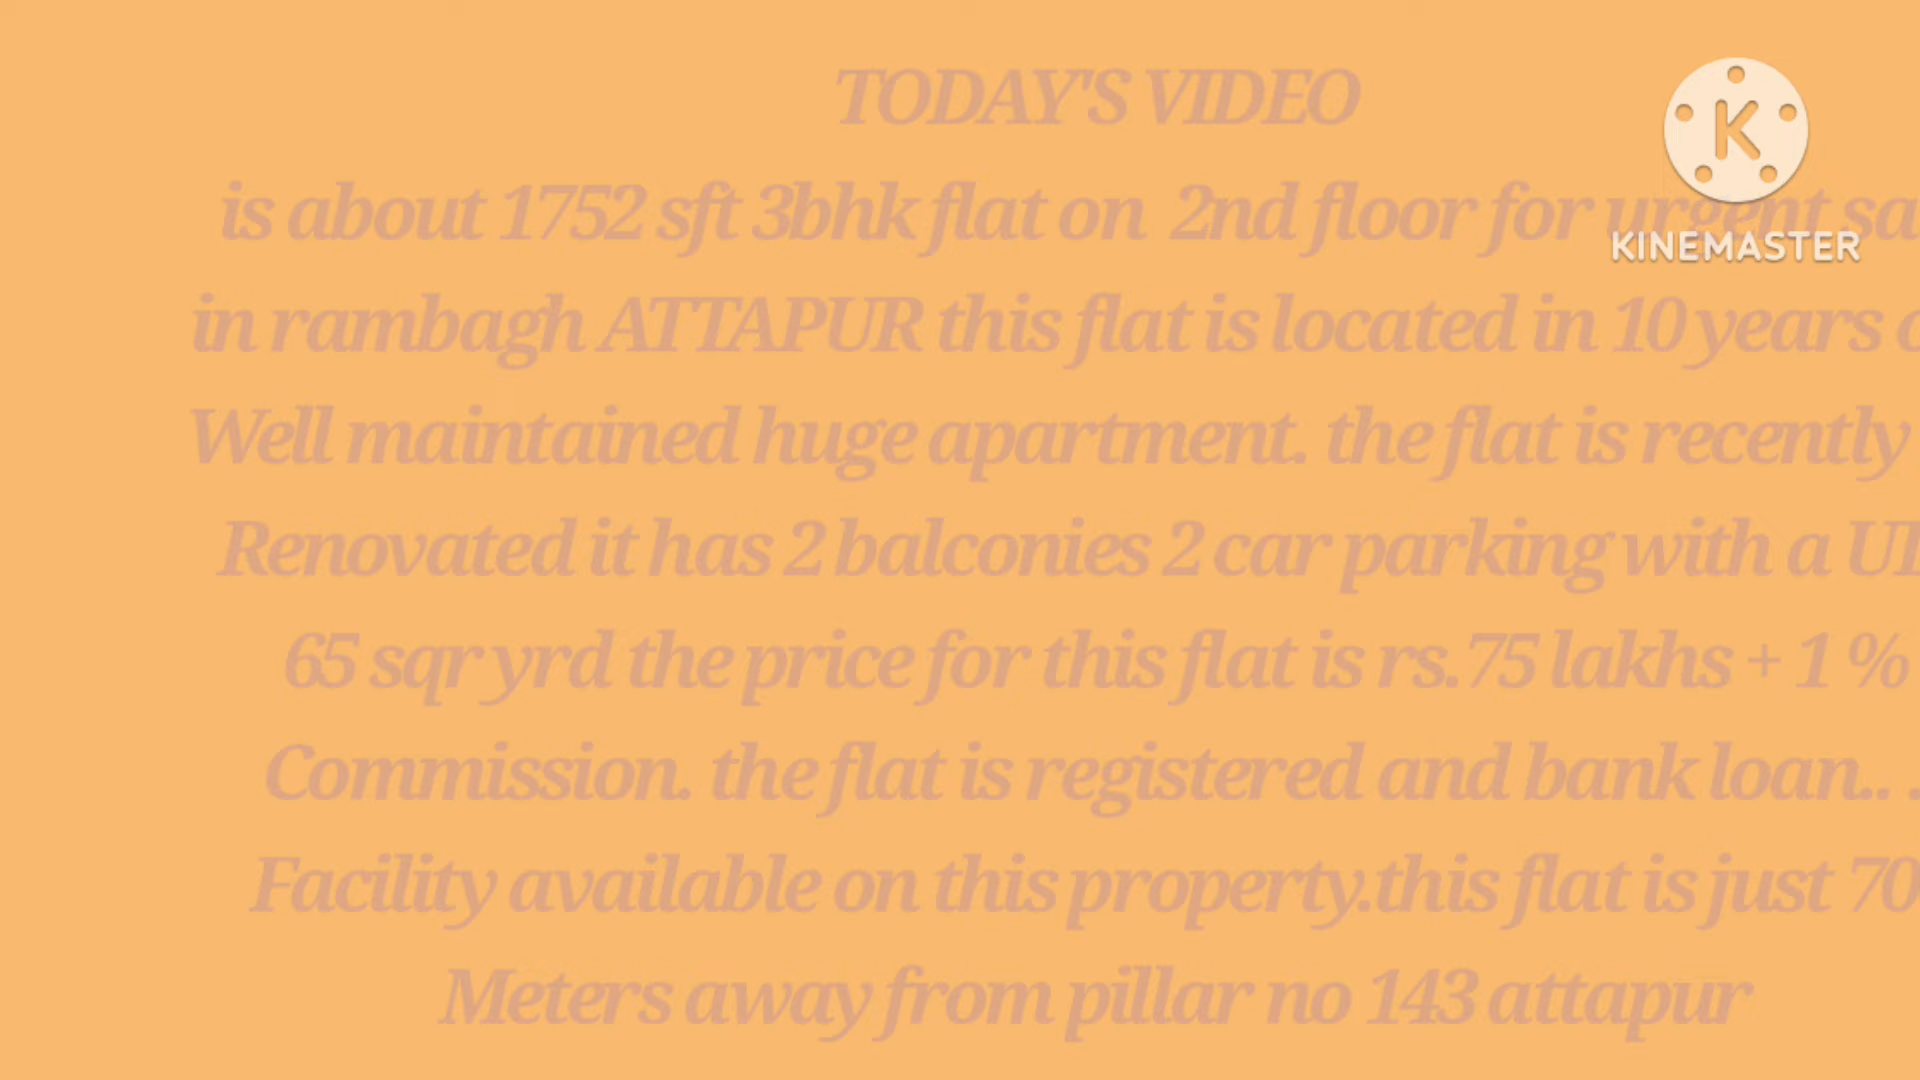 TODAY'S VIDEO
is about 1752 sft 3bhk flat on 2nd floor for urgent
in rambagh ATTAPUR this flat is located in 10 years
Well maintained huge apartment. the flat is recently
Renovated it has 2 balconies 2 car parking with a
65 sqr yrd the price for this flat is rs.75 lakhs + 1 %
Commission. the flat is registered and bank loan.. .
Facility available on this property.this flat is just 70
Meters away from pillar no 143 attapur
K
KINEMASTER